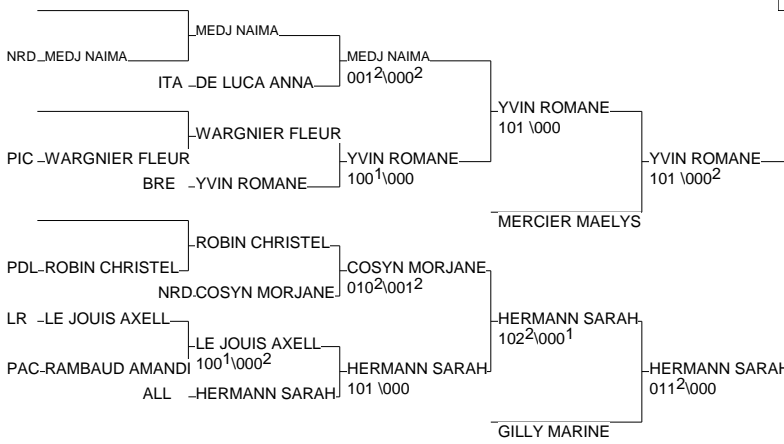 MEDJ NAIMA
NRD MEDJ NAIMA
MEDJ NAIMA
001²\000²
ITA DE LUCA ANNA
YVIN ROMANE
101 \000
WARGNIER FLEUR
PIC WARGNIER FLEUR
YVIN ROMANE
100¹\000
YVIN ROMANE
101 \000²
BRE YVIN ROMANE
MERCIER MAELYS
ROBIN CHRISTEL
PDL ROBIN CHRISTEL
COSYN MORJANE
010²\001²
NRD COSYN MORJANE
LR LE JOUIS AXELL
HERMANN SARAH
102²\000¹
LE JOUIS AXELL
100¹\000²
PAC RAMBAUD AMANDI
HERMANN SARAH
101 \000
HERMANN SARAH
011²\000
ALL HERMANN SARAH
GILLY MARINE